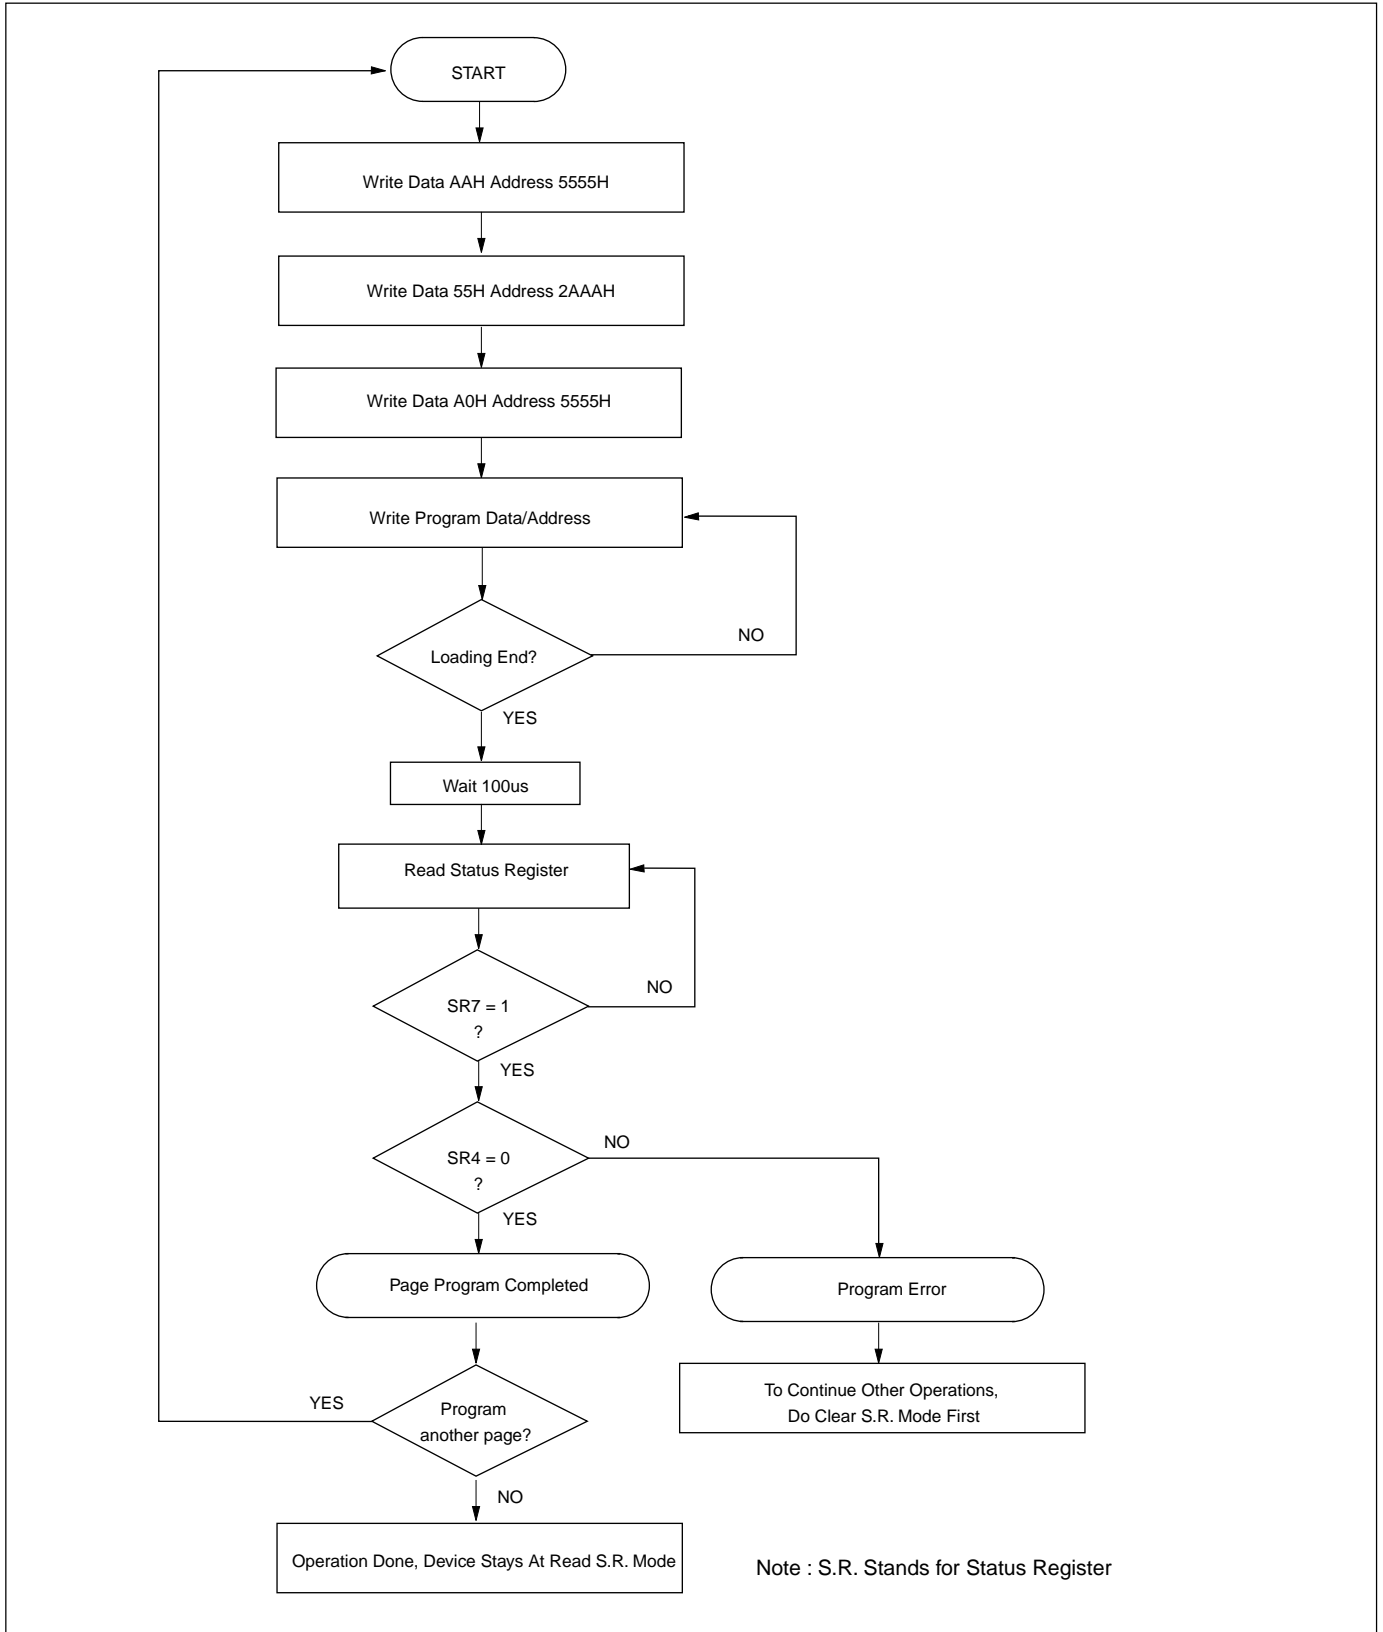 START
Write Data AAH Address 5555H
Write Data 55H Address 2AAAH
Write Data A0H Address 5555H
Write Program Data/Address
NO
Loading End?
YES
Wait 100us
Read Status Register
NO
SR7 = 1
?
YES
NO
SR4 = 0
?
YES
Page Program Completed
Program Error
To Continue Other Operations,
Do Clear S.R. Mode First
YES
Program
another page?
NO
Operation Done, Device Stays At Read S.R. Mode
Note : S.R. Stands for Status Register